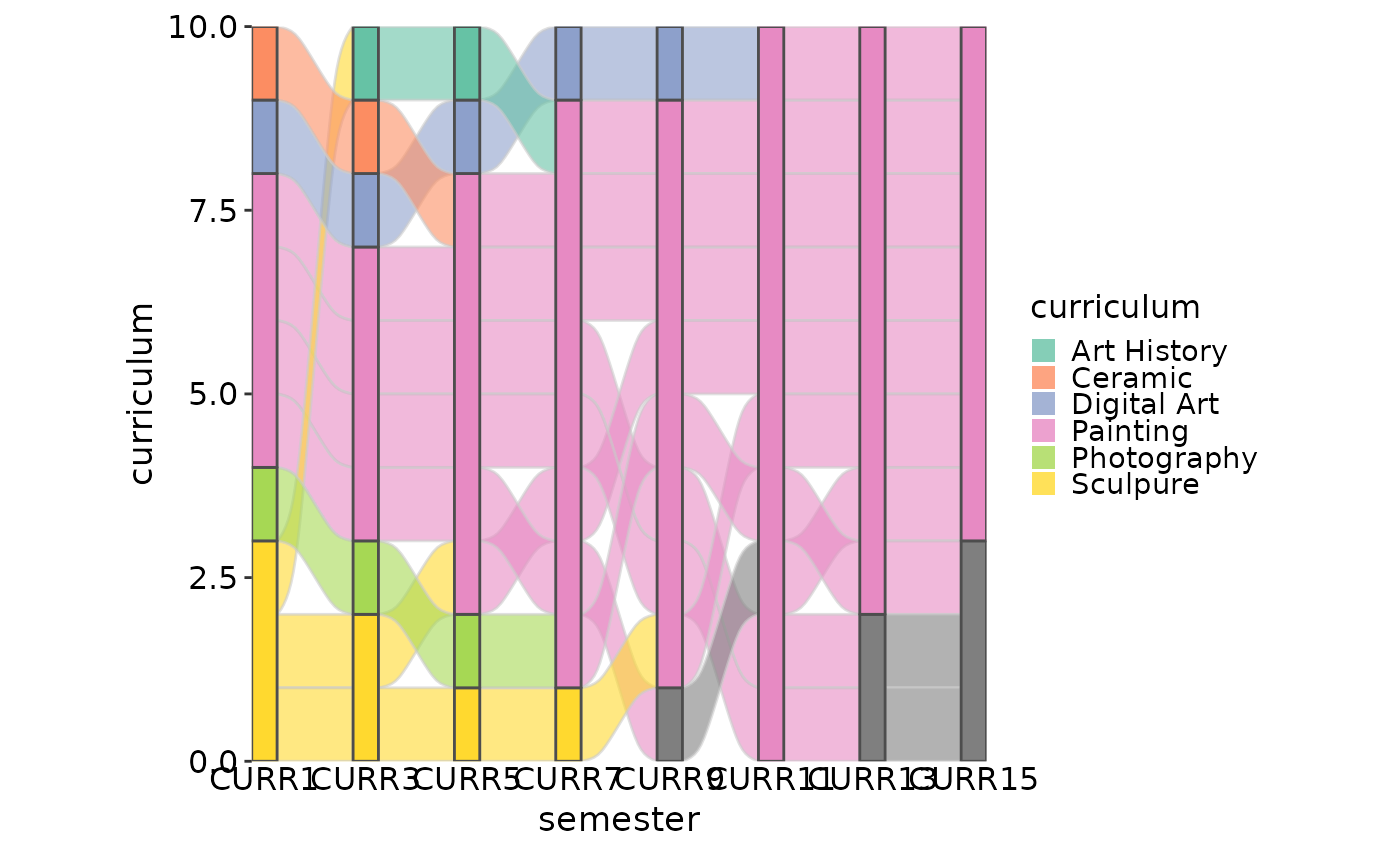 10.0
7.5
5.0
2.5
0.0
curriculum
CURR1
CURR3
CURR5
CURR7
CURR9
CURR11
CURR13
CURR15
semester
curriculum
Art History
Ceramic
Digital Art
Painting
Photography
Sculpure